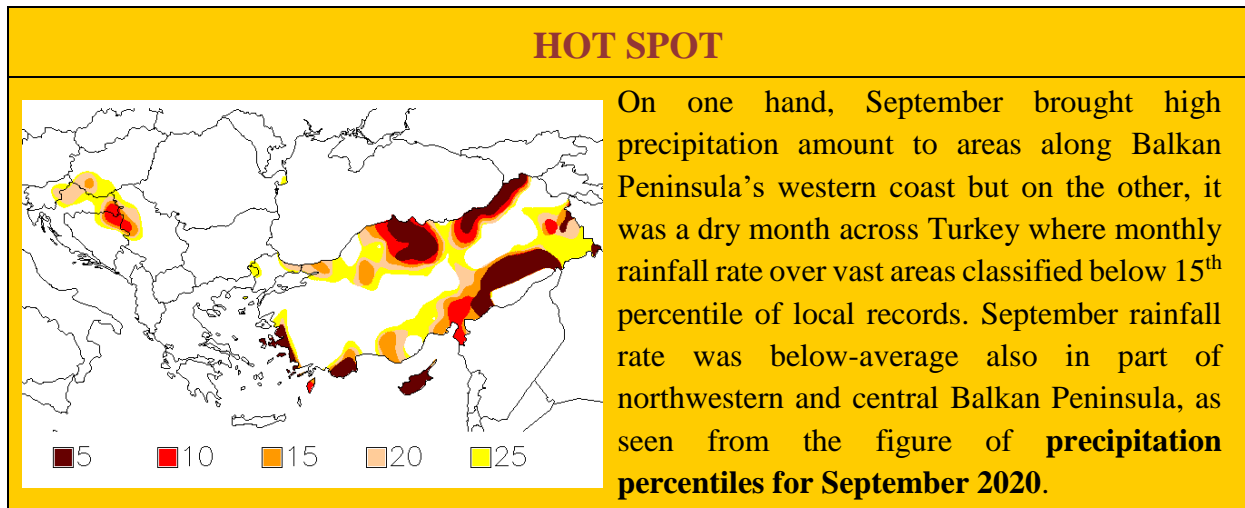 HOT SPOT
On one hand, September brought high
precipitation amount to areas along Balkan
Peninsula's western coast but on the other, it
was a dry month across Turkey where monthly
rainfall rate over vast areas classified below 15th
percentile of local records. September rainfall
rate was below-average also in part of
northwestern and central Balkan Peninsula, as
seen from the figure of precipitation
percentiles for September 2020.
5 10 15 20 25